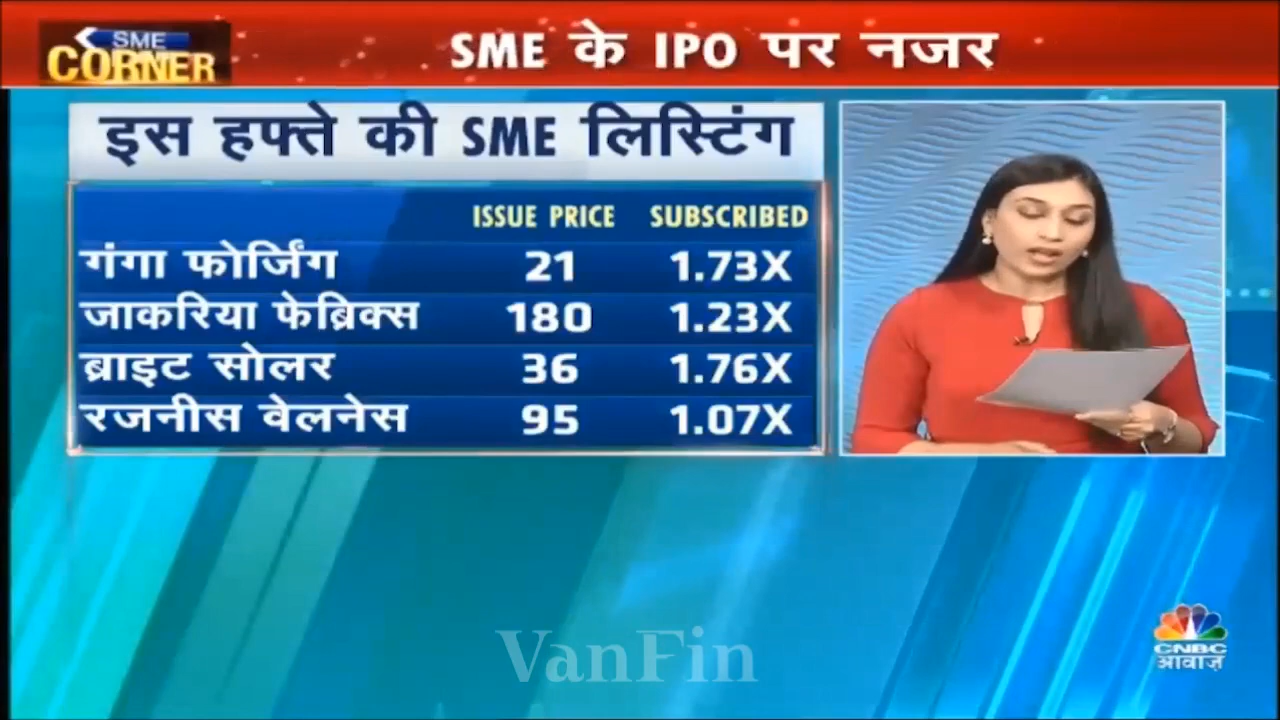 SME
CORNER
SME के IPO पर नजर
इस हफ्ते की SME लिस्टिंग
ISSUE PRICE SUBSCRIBED
गंगा फोर्जिंग 21 1.73X
जाकरिया फेब्रिक्स 180 1.23X
ब्राइट सोलर 36 1.76X
रजनीस वेलनेस 95 1.07X
VanFin
CNBC
आवाज़